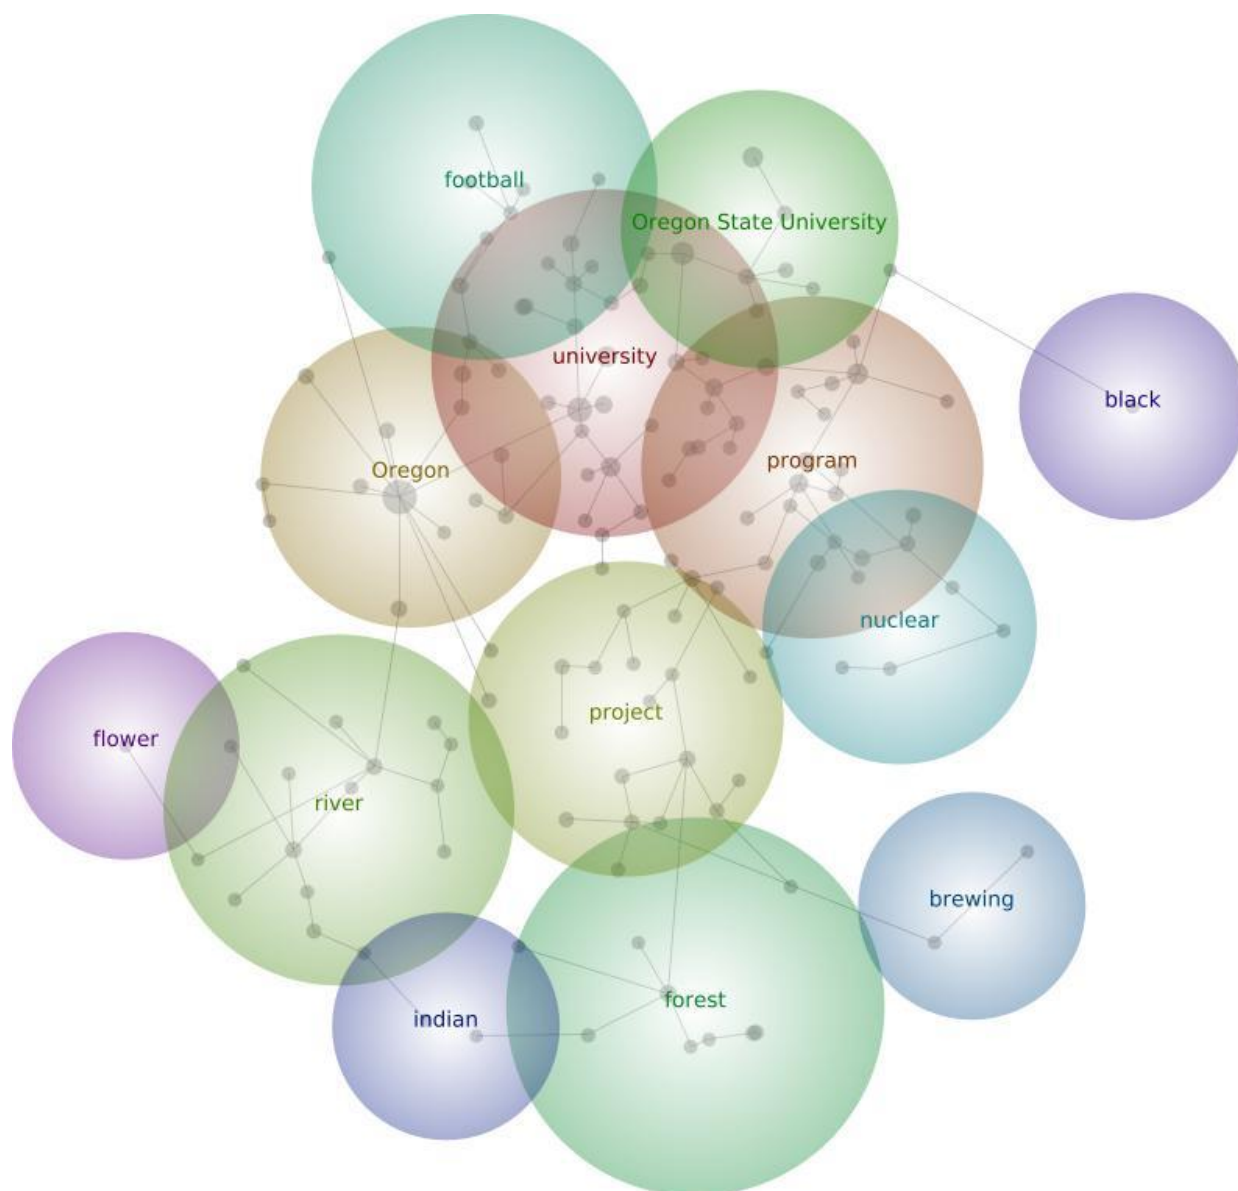 football
Oregon State University
university
black
program
Oregon
nuclear
project
flower
river
brewing
forest
indian